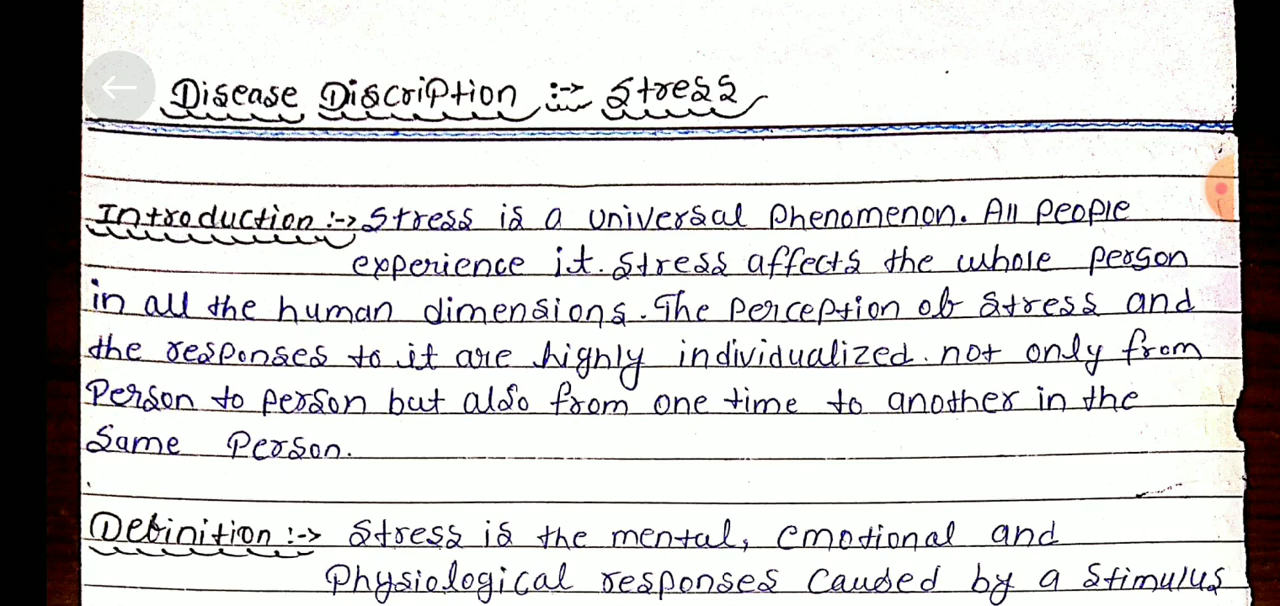 Disease Discription :-> Stress
Introduction :-> Stress is a universal phenomenon. All people
experience it. Stress affects the whole person
in all the human dimensions. The perception of stress and
the responses to it are highly individualized. not only from
person to person but also from one time to another in the
same person.
Definition :-> Stress is the mental, emotional and
physiological responses caused by a stimulus